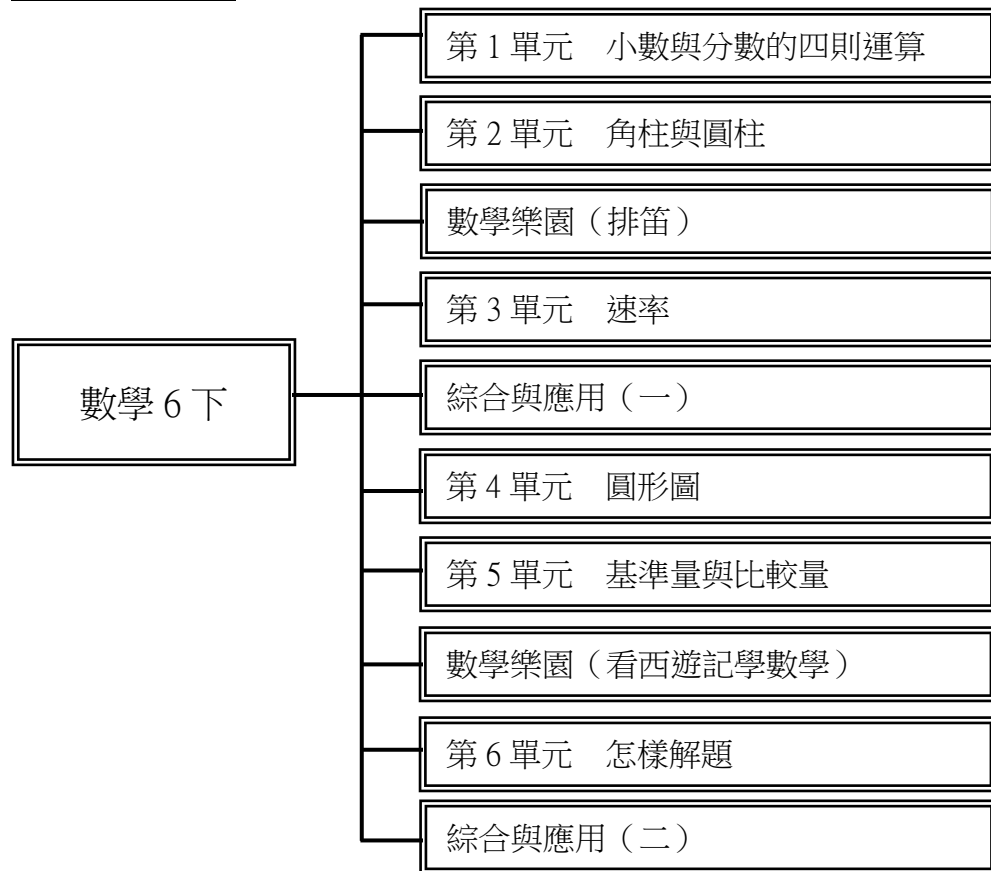 第 1 單元 小數與分數的四則運算
第 2 單元 角柱與圓柱
數學樂園（排笛）
第 3 單元 速率
數學 6 下
綜合與應用（一）
第 4 單元 圓形圖
第 5 單元 基準量與比較量
數學樂園（看西遊記學數學）
第 6 單元 怎樣解題
綜合與應用（二）